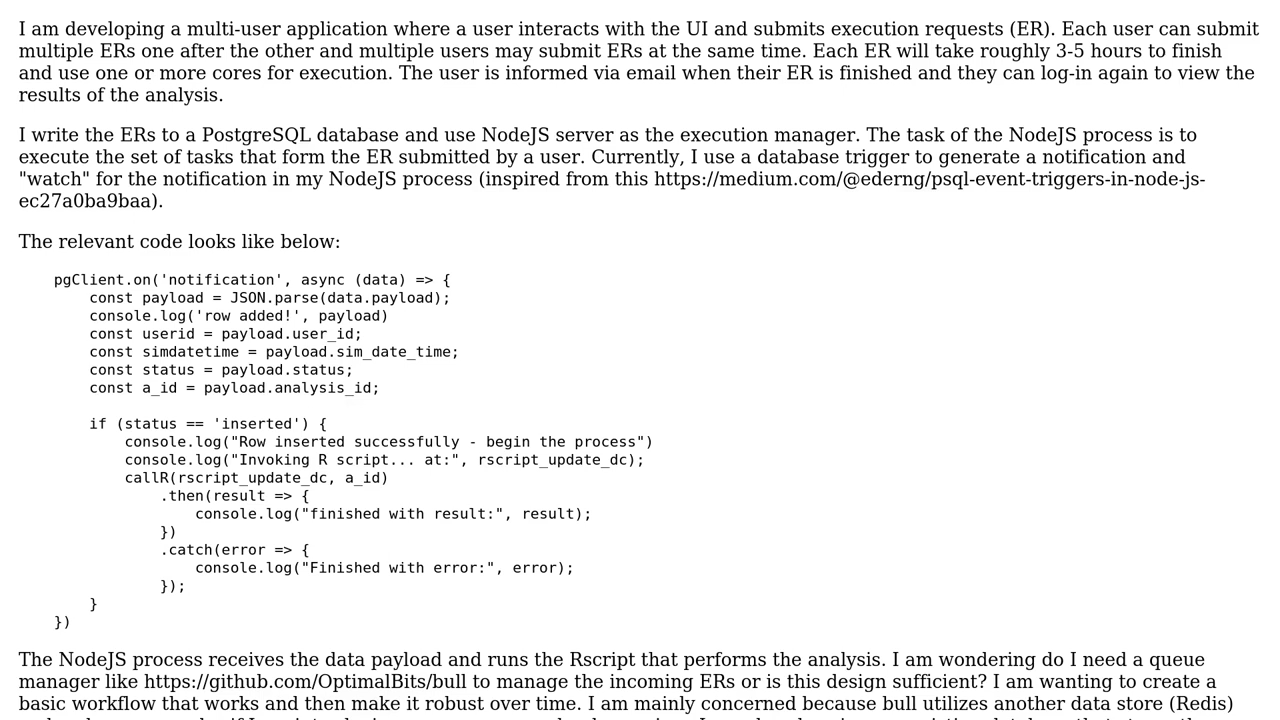 I am developing a multi-user application where a user interacts with the UI and submits execution requests (ER). Each user can submit
multiple ERs one after the other and multiple users may submit ERs at the same time. Each ER will take roughly 3-5 hours to finish
and use one or more cores for execution. The user is informed via email when their ER is finished and they can log-in again to view the
results of the analysis.
I write the ERs to a PostgreSQL database and use NodeJS server as the execution manager. The task of the NodeJS process is to
execute the set of tasks that form the ER submitted by a user. Currently, I use a database trigger to generate a notification and
"watch" for the notification in my NodeJS process (inspired from this https://medium.com/@ederng/psql-event-triggers-in-node-js-
ec27a0ba9baa).
The relevant code looks like below:
pgClient.on('notification', async (data) => {
    const payload = JSON.parse(data.payload);
    console.log('row added!', payload)
    const userid = payload.user_id;
    const simdatetime = payload.sim_date_time;
    const status = payload.status;
    const a_id = payload.analysis_id;
    if (status == 'inserted') {
        console.log("Row inserted successfully - begin the process")
        console.log("Invoking R script... at:", rscript_update_dc);
        callR(rscript_update_dc, a_id)
            .then(result => {
                console.log("finished with result:", result);
            })
            .catch(error => {
                console.log("Finished with error:", error);
            });
    }
})
The NodeJS process receives the data payload and runs the Rscript that performs the analysis. I am wondering do I need a queue
manager like https://github.com/OptimalBits/bull to manage the incoming ERs or is this design sufficient? I am wanting to create a
basic workflow that works and then make it robust over time. I am mainly concerned because bull utilizes another data store (Redis)